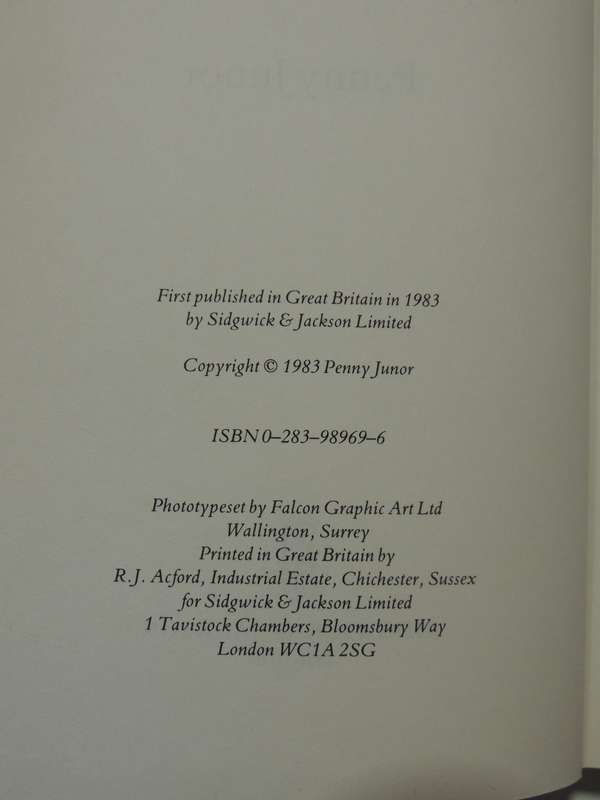 First published in Great Britain in 1983
by Sidgwick & Jackson Limited
Copyright © 1983 Penny Junor
ISBN 0–283–98969–6
Phototypeset by Falcon Graphic Art Ltd
Wallington, Surrey
Printed in Great Britain by
R.J. Acford, Industrial Estate, Chichester, Sussex
for Sidgwick & Jackson Limited
1 Tavistock Chambers, Bloomsbury Way
London WC1A 2SG